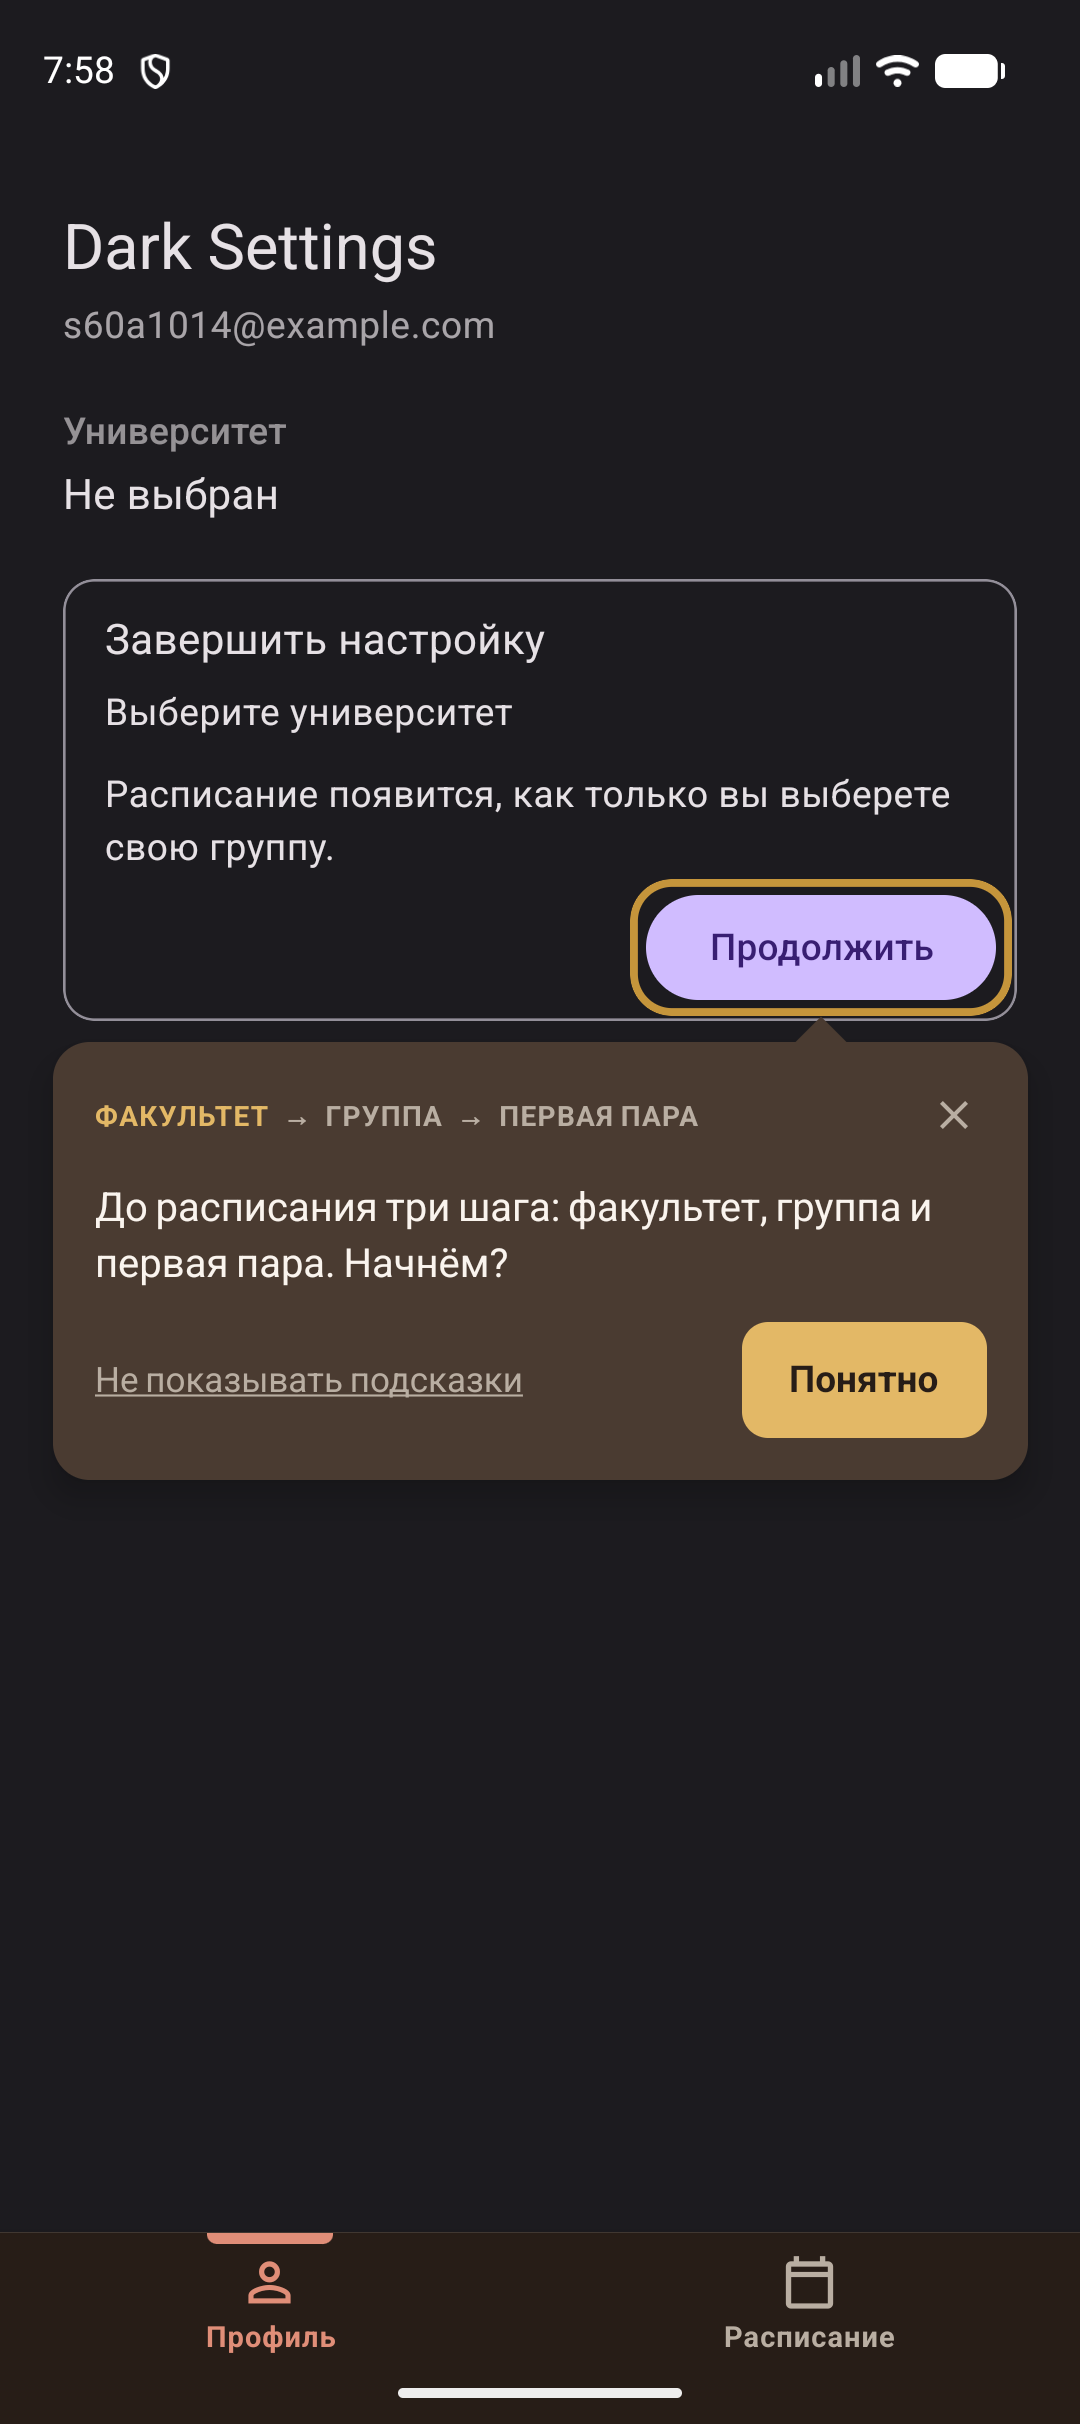 7:58
Dark Settings
s60a1014@example.com
Университет
Не выбран
Завершить настройку
Выберите университет
Расписание появится, как только вы выберете
свою группу.
Продолжить
ФАКУЛЬТЕТ → ГРУППА → ПЕРВАЯ ПАРА
До расписания три шага: факультет, группа и
первая пара. Начнём?
Не показывать подсказки
Понятно
Профиль
Расписание